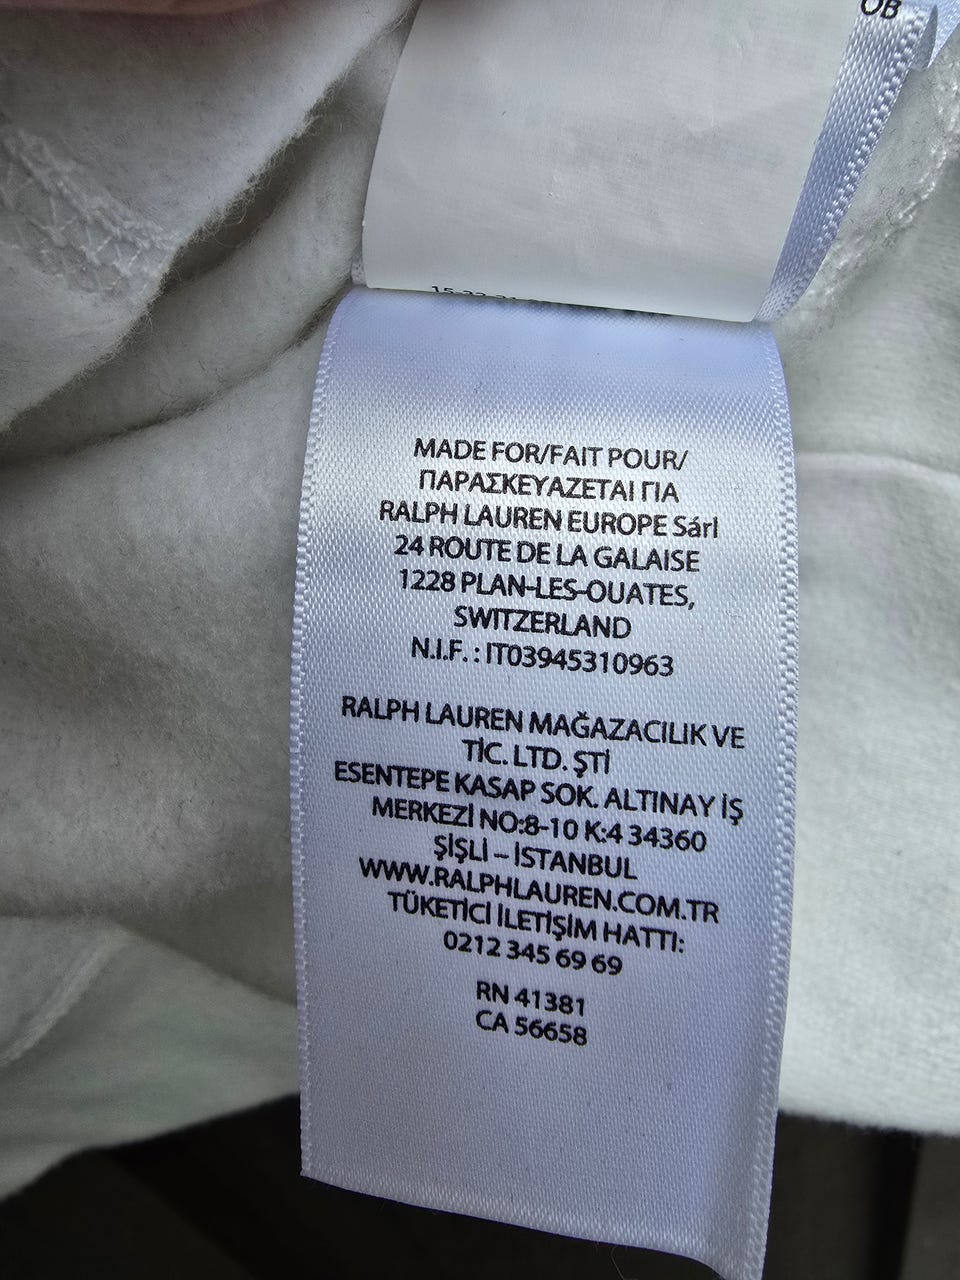 OB
MADE FOR/FAIT POUR/
ΠΑΡΑΣΚΕΥΑΖΕΤΑΙ ΓΙΑ
RALPH LAUREN EUROPE Sárl
24 ROUTE DE LA GALAISE
1228 PLAN-LES-OUATES,
SWITZERLAND
N.I.F. : IT03945310963
RALPH LAUREN MAĞAZACILIK VE
TİC. LTD. ŞTİ
ESENTEPE KASAP SOK. ALTINAY İŞ
MERKEZİ NO:8-10 K:4 34360
ŞİŞLİ – İSTANBUL
WWW.RALPHLAUREN.COM.TR
TÜKETİCİ İLETİŞİM HATTI:
0212 345 69 69
RN 41381
CA 56658